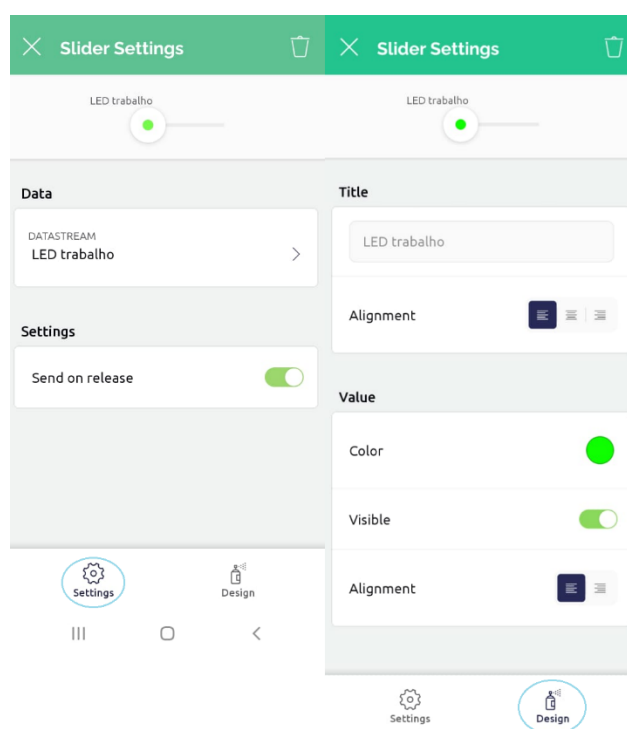 Slider Settings
LED trabalho
Data
DATASTREAM
LED trabalho
Settings
Send on release
Settings
Design
Slider Settings
LED trabalho
Title
LED trabalho
Alignment
Value
Color
Visible
Alignment
Settings
Design